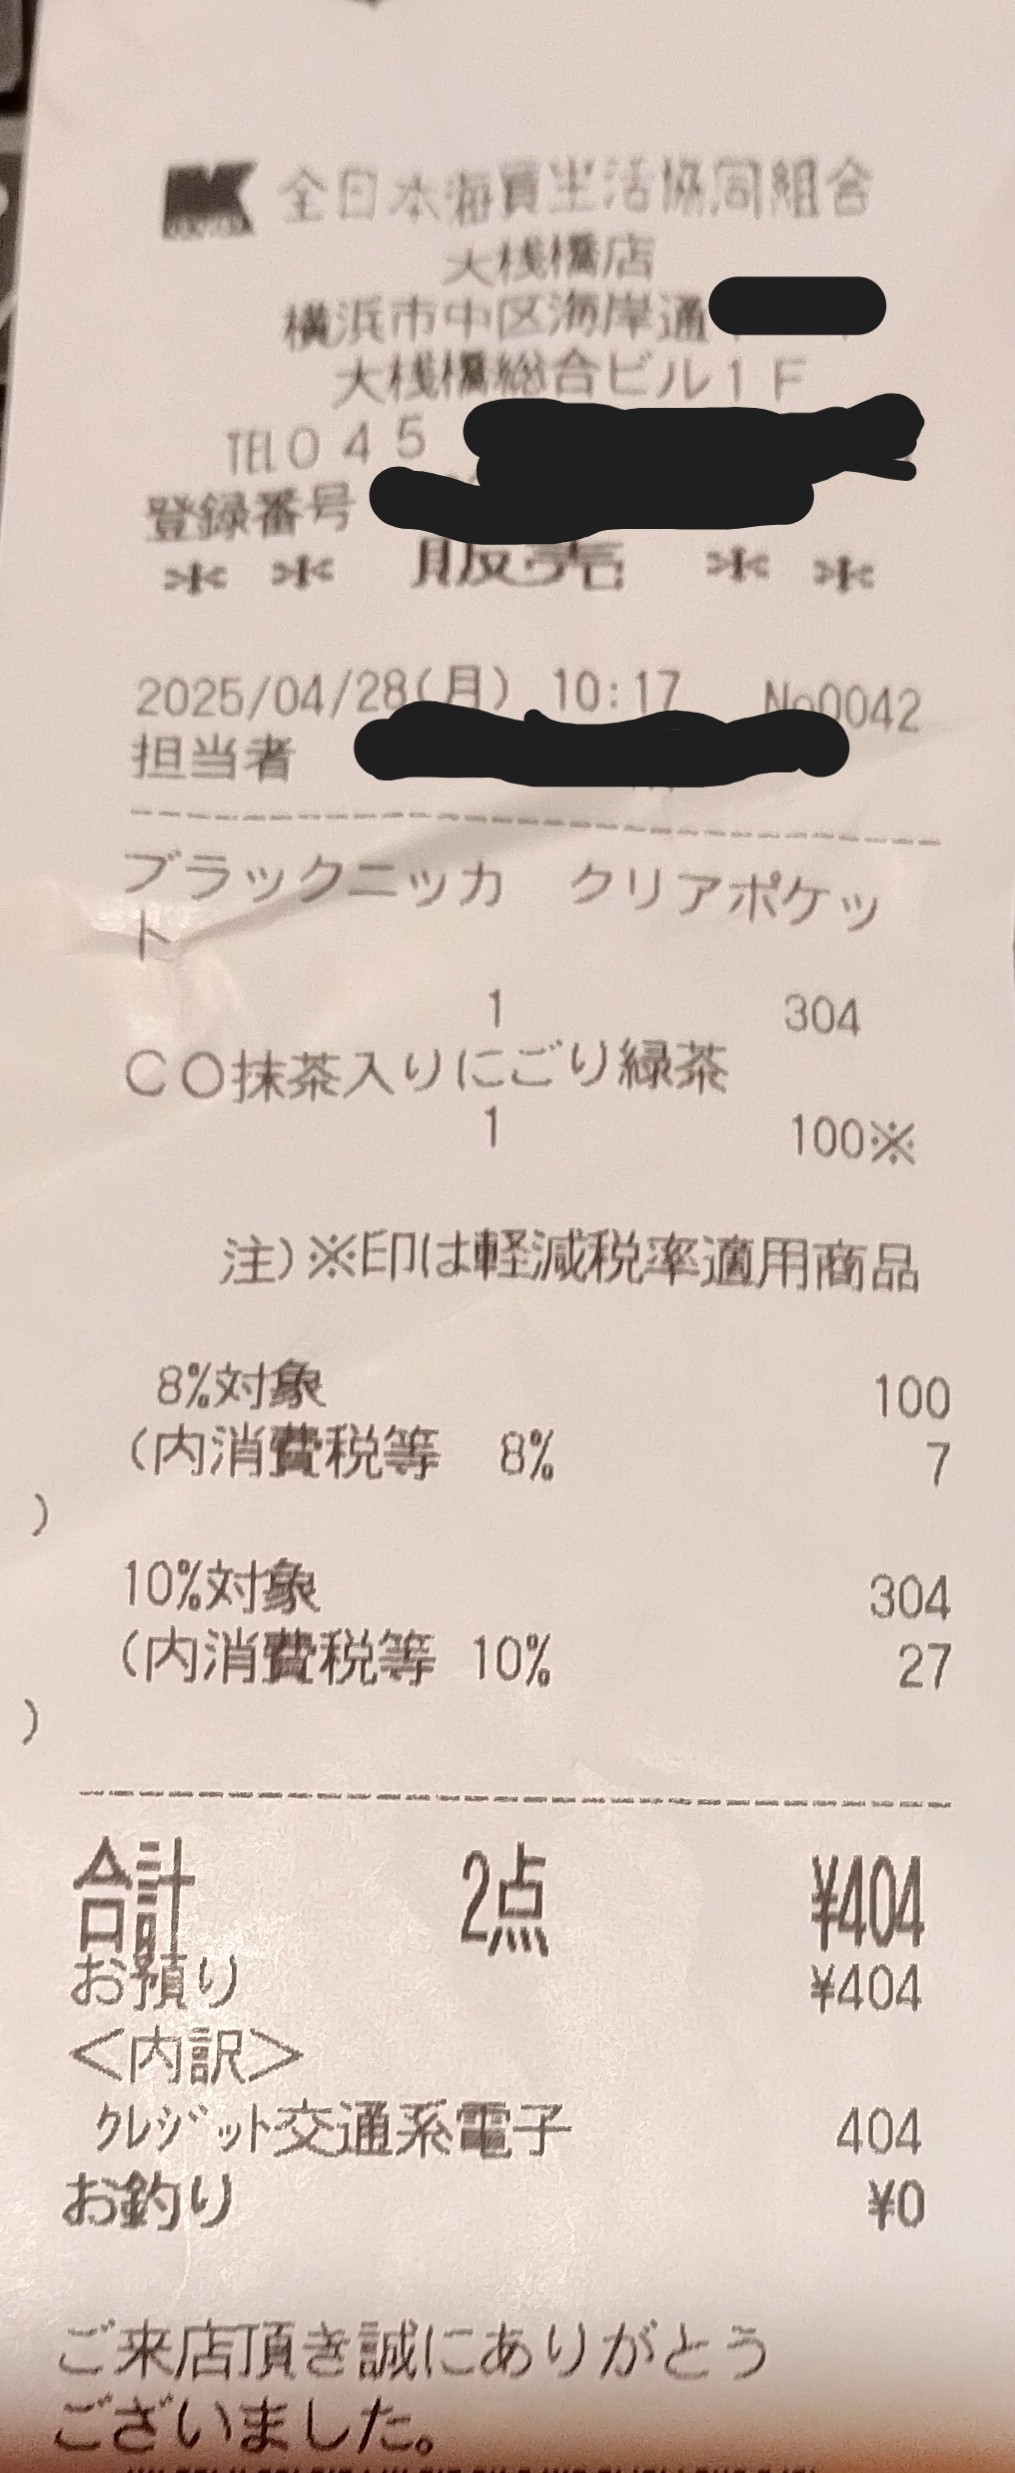 全日本海員生活協同組合
大桟橋店
横浜市中区海岸通
大桟橋総合ビル1F
TEL045
登録番号
** 販売 **
2025/04/28(月) 10:17 No0042
担当者
ブラックニッカ クリアポケッ
ト
1 304
CO抹茶入りにごり緑茶
1 100※
注)※印は軽減税率適用商品
8%対象 100
(内消費税等 8% 7
)
10%対象 304
(内消費税等 10% 27
)
合計 2点 ¥404
お預り ¥404
<内訳>
クレジット交通系電子 404
お釣り ¥0
ご来店頂き誠にありがとう
ございました。